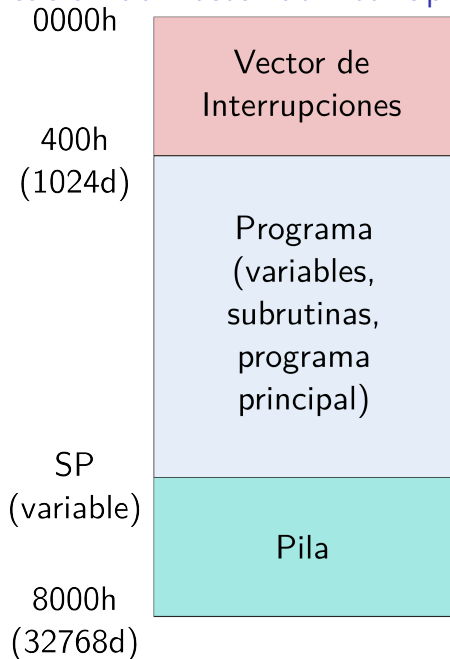 0000h
Vector de
Interrupciones
400h
(1024d)
Programa
(variables,
subrutinas,
programa
principal)
SP
(variable)
Pila
8000h
(32768d)